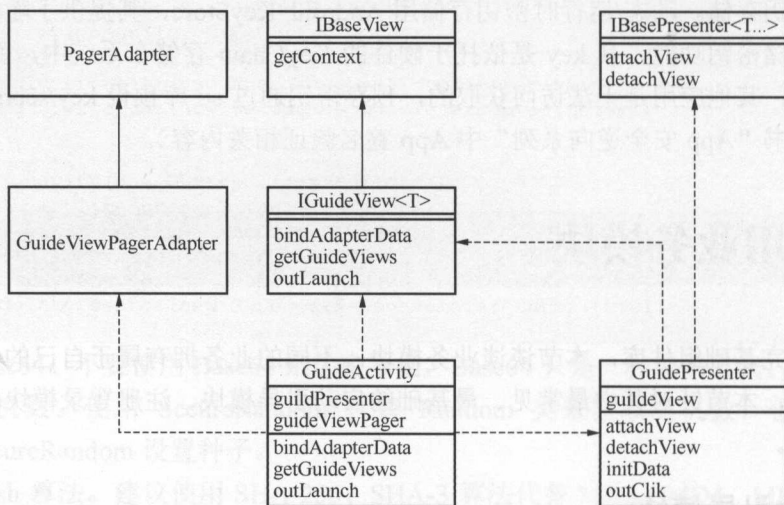 PagerAdapter
IBaseView
getContext
IBasePresenter<T...>
attachView
detachView
GuideViewPagerAdapter
IGuideView<T>
bindAdapterData
getGuideViews
outLaunch
GuideActivity
guildPresenter
guideViewPager
bindAdapterData
getGuideViews
outLaunch
GuidePresenter
guildeView
attachView
detachView
initData
outClik